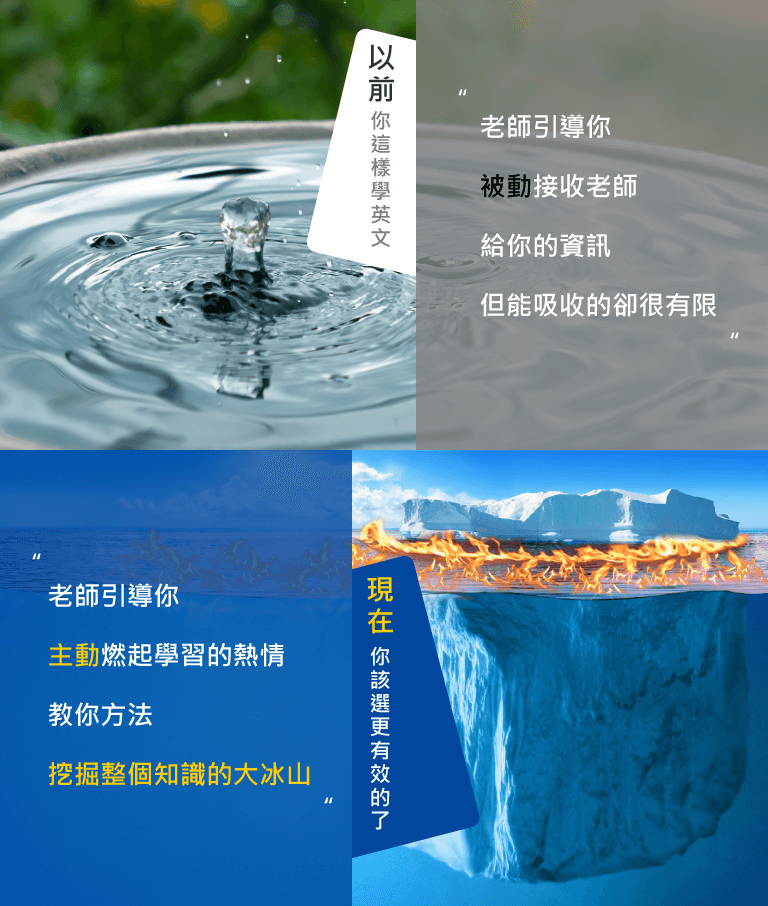 以前
你這樣學英文
“
老師引導你
被動接收老師
給你的資訊
但能吸收的卻很有限
“
“
老師引導你
主動燃起學習的熱情
教你方法
挖掘整個知識的大冰山
“
現在
你該選更有效的了